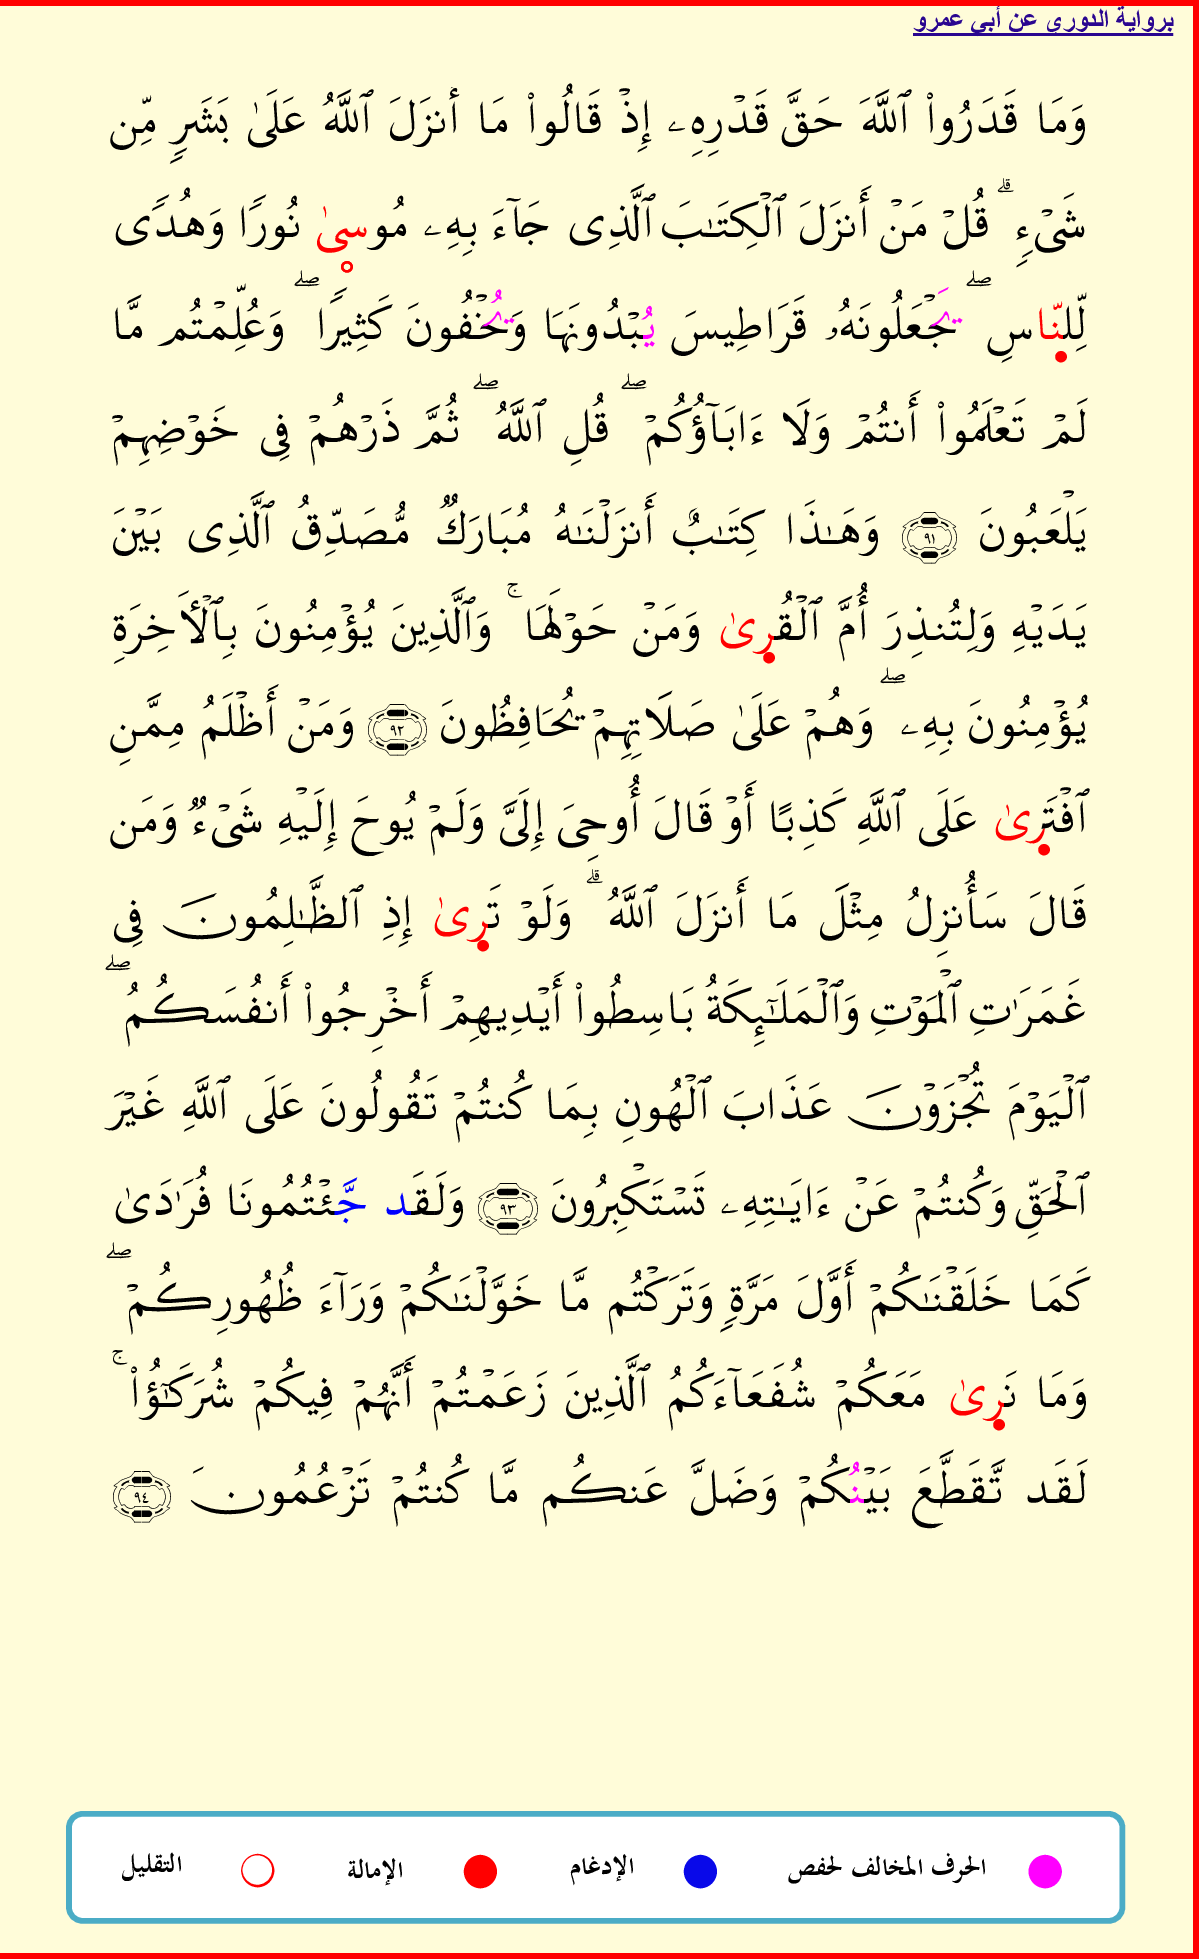 برواية الدوري عن أبي عمرو
وَمَا قَدَرُواْ ٱللَّهَ حَقَّ قَدْرِهِۦ إِذْ قَالُواْ مَا أَنزَلَ ٱللَّهُ عَلَىٰ بَشَرٍ مِّن
شَىْءٍ ۗ قُلْ مَنْ أَنزَلَ ٱلْكِتَـٰبَ ٱلَّذِى جَآءَ بِهِۦ مُوسىٰ نُورًا وَهُدًى
لِّلنّاسِ ۖ يَجْعَلُونَهُۥ قَرَاطِيسَ يُبْدُونَهَا وَيُخْفُونَ كَثِيرًا ۖ وَعُلِّمْتُم مَّا
لَمْ تَعْلَمُواْ أَنتُمْ وَلَا ءَابَآؤُكُمْ ۖ قُلِ ٱللَّهُ ۖ ثُمَّ ذَرْهُمْ فِى خَوْضِهِمْ
يَلْعَبُونَ ٩١ وَهَـٰذَا كِتَـٰبٌ أَنزَلْنَـٰهُ مُبَارَكٌ مُّصَدِّقُ ٱلَّذِى بَيْنَ
يَدَيْهِ وَلِتُنذِرَ أُمَّ ٱلْقُرِىٰ وَمَنْ حَوْلَهَا ۚ وَٱلَّذِينَ يُؤْمِنُونَ بِٱلْأَخِرَةِ
يُؤْمِنُونَ بِهِۦ ۖ وَهُمْ عَلَىٰ صَلَاتِهِمْ يُحَافِظُونَ ٩٢ وَمَنْ أَظْلَمُ مِمَّنِ
ٱفْتَرِىٰ عَلَى ٱللَّهِ كَذِبًا أَوْ قَالَ أُوحِىَ إِلَىَّ وَلَمْ يُوحَ إِلَيْهِ شَىْءٌ وَمَن
قَالَ سَأُنزِلُ مِثْلَ مَا أَنزَلَ ٱللَّهُ ۗ وَلَوْ تَرِىٰ إِذِ ٱلظَّـٰلِمُونَ فِى
غَمَرَٰتِ ٱلْمَوْتِ وَٱلْمَلَـٰٓئِكَةُ بَاسِطُواْ أَيْدِيهِمْ أَخْرِجُواْ أَنفُسَكُمُ ۖ
ٱلْيَوْمَ تُجْزَوْنَ عَذَابَ ٱلْهُونِ بِمَا كُنتُمْ تَقُولُونَ عَلَى ٱللَّهِ غَيْرَ
ٱلْحَقِّ وَكُنتُمْ عَنْ ءَايَـٰتِهِۦ تَسْتَكْبِرُونَ ٩٣ وَلَقَد جَّئْتُمُونَا فُرَٰدَىٰ
كَمَا خَلَقْنَـٰكُمْ أَوَّلَ مَرَّةٍ وَتَرَكْتُم مَّا خَوَّلْنَـٰكُمْ وَرَآءَ ظُهُورِكُمْ ۖ
وَمَا نَرِىٰ مَعَكُمْ شُفَعَآءَكُمُ ٱلَّذِينَ زَعَمْتُمْ أَنَّهُمْ فِيكُمْ شُرَكَـٰٓؤُاْ ۚ
لَقَد تَّقَطَّعَ بَيْنُكُمْ وَضَلَّ عَنكُم مَّا كُنتُمْ تَزْعُمُونَ ٩٤
الحرف المخالف لحفص الإدغام الإمالة التقليل